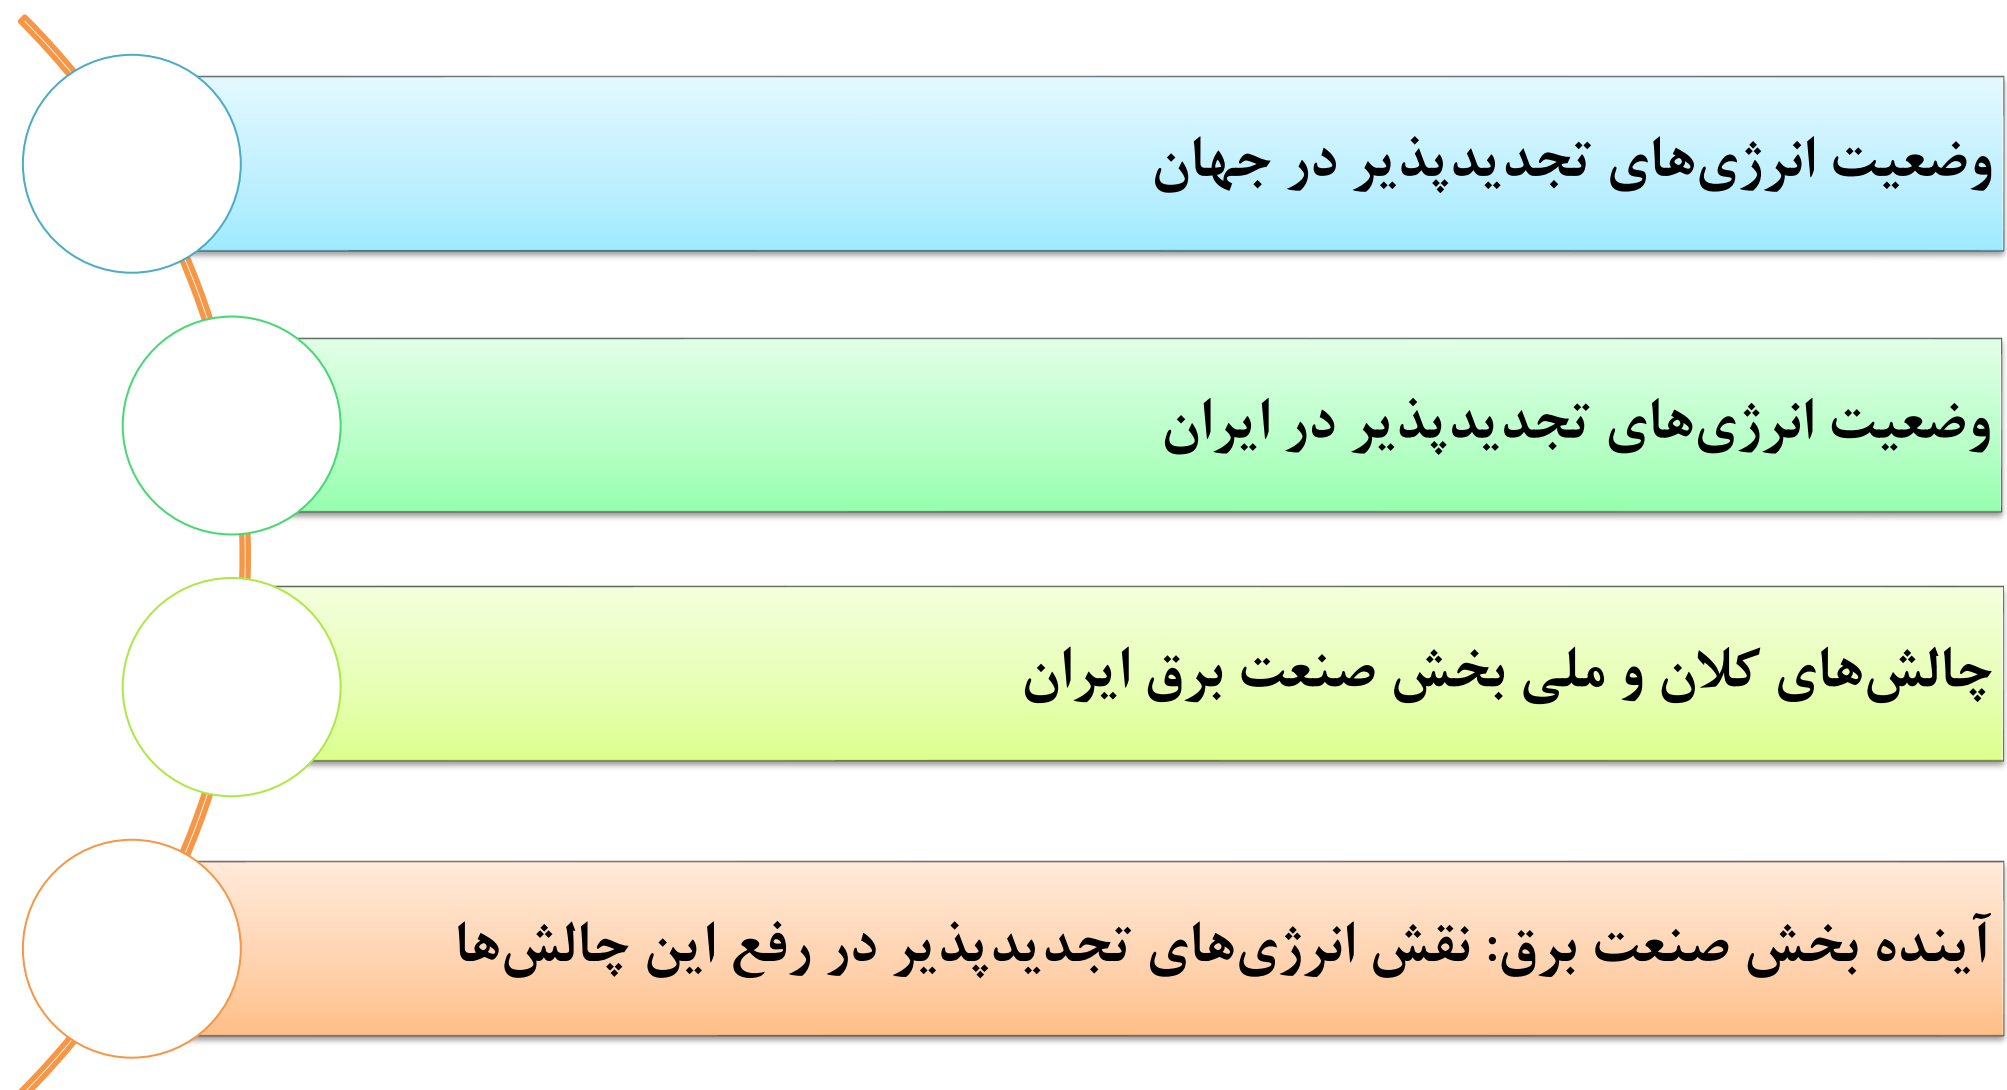 وضعیت انرژی‌های تجدیدپذیر در جهان
وضعیت انرژی‌های تجدیدپذیر در ایران
چالش‌های کلان و ملی بخش صنعت برق ایران
آینده بخش صنعت برق: نقش انرژی‌های تجدیدپذیر در رفع این چالش‌ها